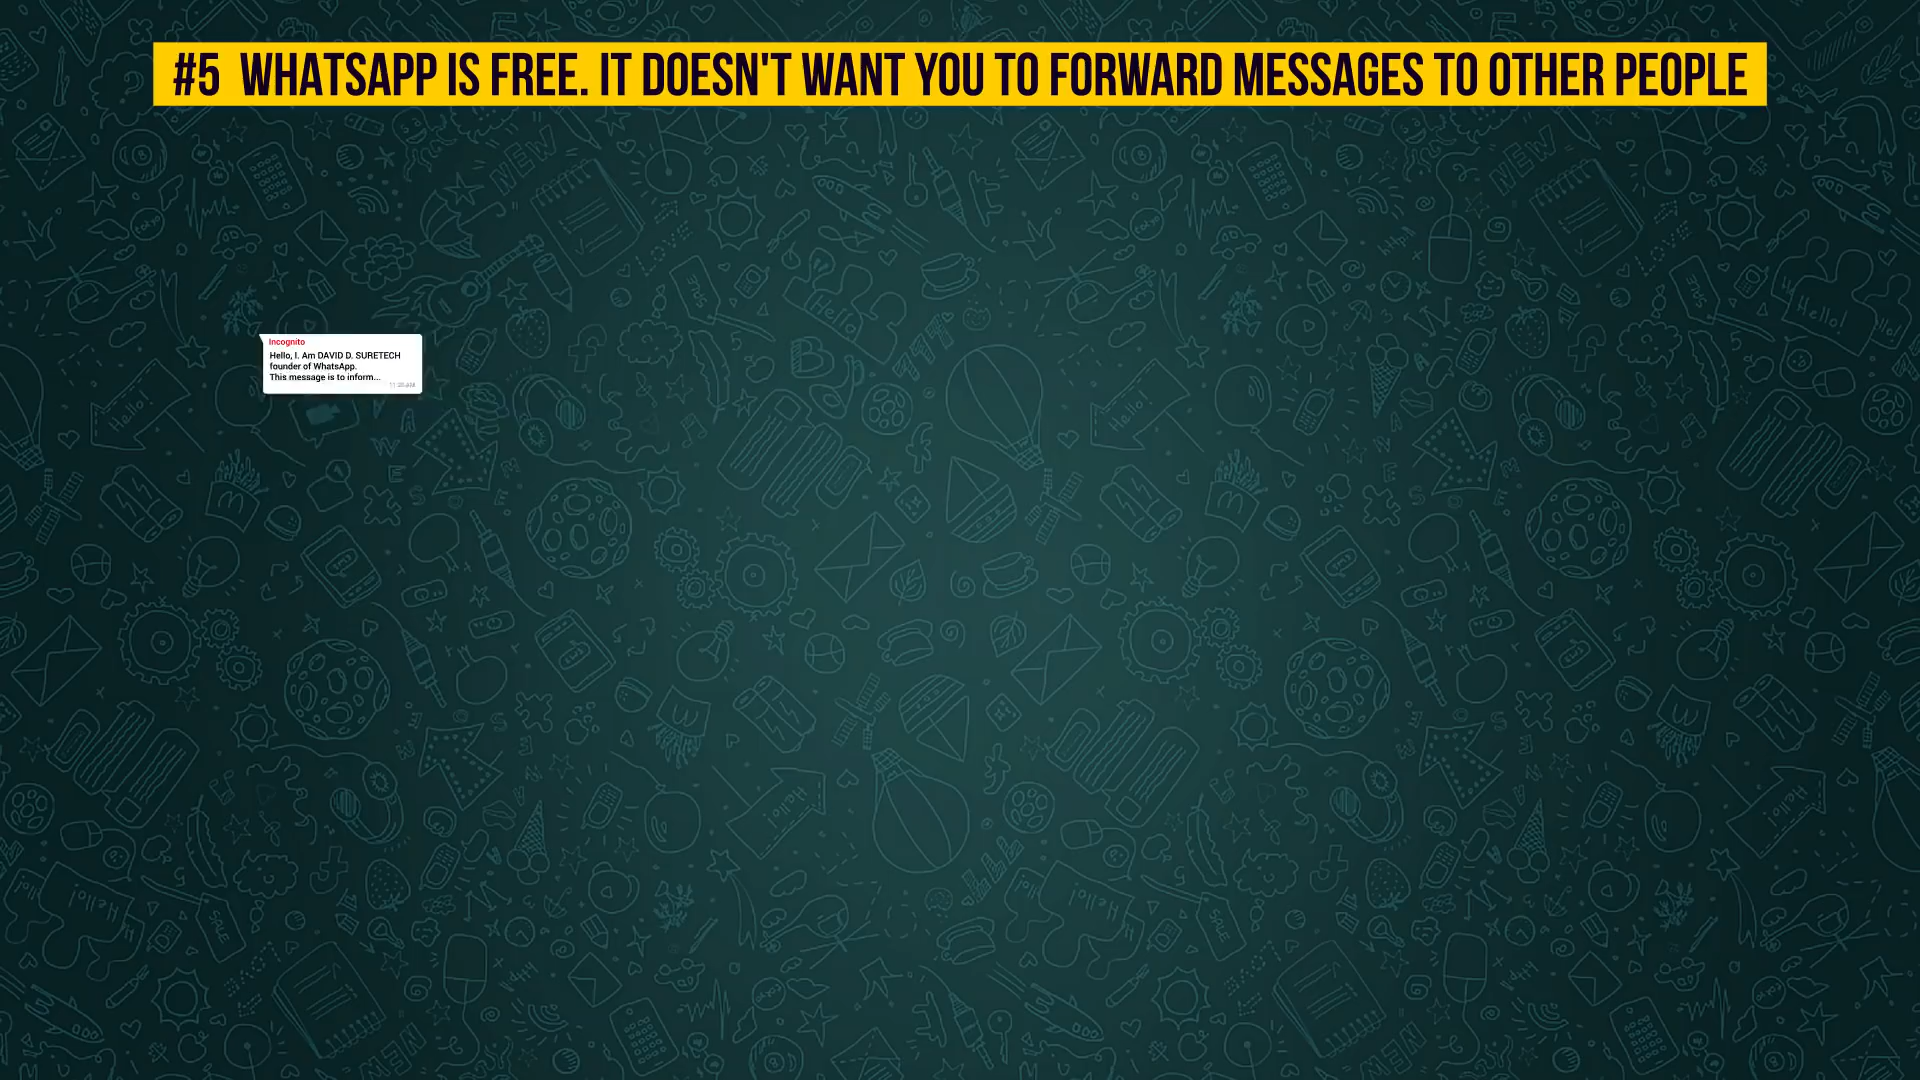 #5 WHATSAPP IS FREE. IT DOESN'T WANT YOU TO FORWARD MESSAGES TO OTHER PEOPLE
Incognito
Hello, I. Am DAVID D. SURETECH
founder of WhatsApp.
This message is to inform...